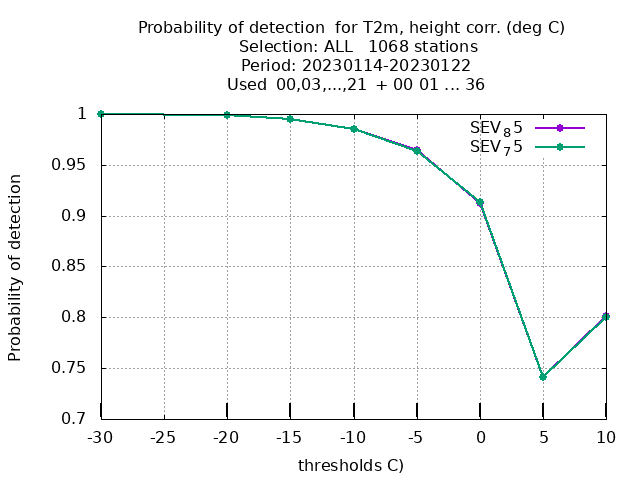 Probability of detection  for T2m, height corr. (deg C)
Selection: ALL   1068 stations
Period: 20230114-20230122
Used  00,03,...,21  + 00 01 ... 36
SEV₈5
SEV₇5
Probability of detection
1
0.95
0.9
0.85
0.8
0.75
0.7
-30 -25 -20 -15 -10 -5 0 5 10
thresholds C)